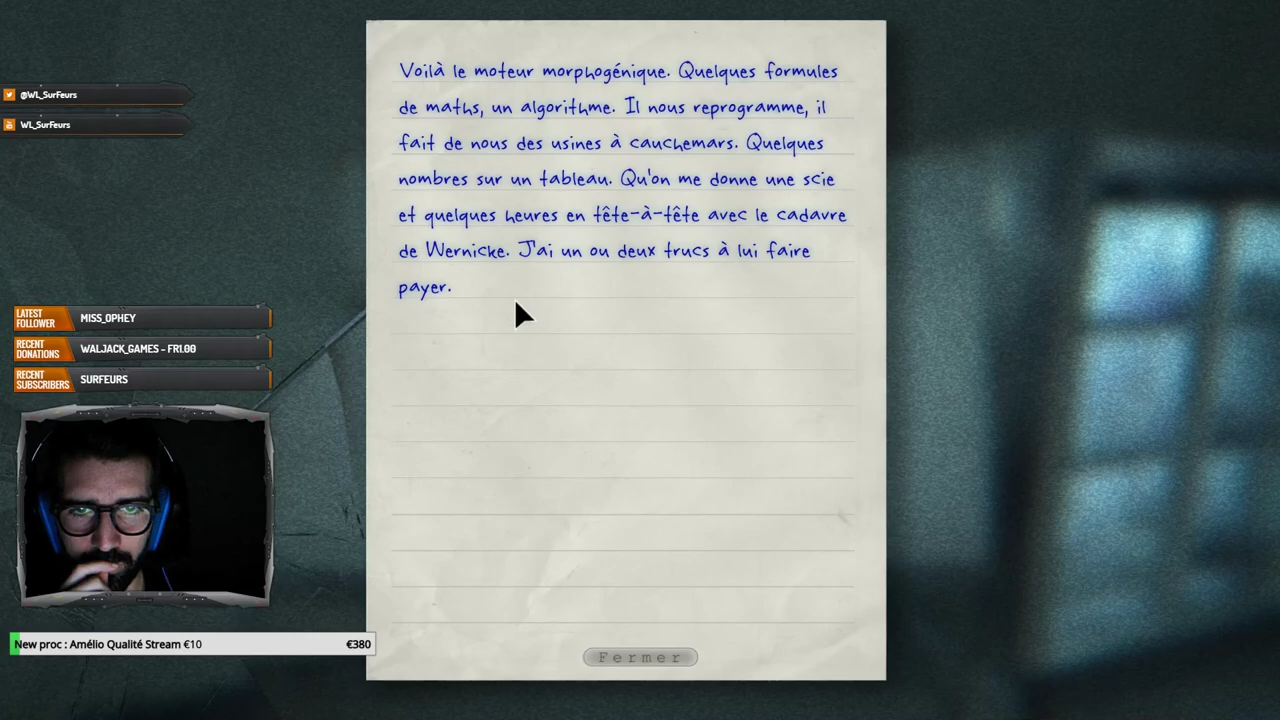 @WL_SurFeurs
WL_SurFeurs
LATEST FOLLOWER MISS_OPHEY
RECENT DONATIONS WALJACK_GAMES - FR1.00
RECENT SUBSCRIBERS SURFEURS
New proc : Amélio Qualité Stream €10 €380
Voilà le moteur morphogénique. Quelques formules
de maths, un algorithme. Il nous reprogramme, il
fait de nous des usines à cauchemars. Quelques
nombres sur un tableau. Qu'on me donne une scie
et quelques heures en tête-à-tête avec le cadavre
de Wernicke. J'ai un ou deux trucs à lui faire
payer.
Fermer